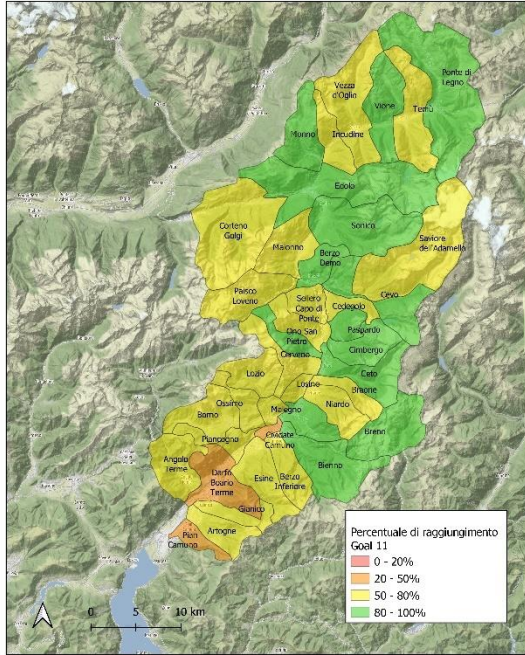 Vezza
d'Oglio
Ponte di
Legno
Vione
Temù
Monno
Incudine
Edolo
Corteno
Golgi
Sonico
Saviore
dell'Adamello
Malonno
Berzo
Demo
Cevo
Paisco
Loveno
Sellero
Cedegolo
Capo di
Ponte
Paspardo
Ono San
Pietro
Cimbergo
Cerveno
Ceto
Lozio
Losine
Braone
Ossimo
Malegno
Niardo
Borno
Breno
Cividate
Camuno
Piancogno
Bienno
Angolo
Terme
Darfo
Boario
Terme
Esine
Berzo
Inferiore
Gianico
Pian
Camuno
Artogne
Percentuale di raggiungimento
Goal 11
0 - 20%
20 - 50%
50 - 80%
80 - 100%
0 5 10 km